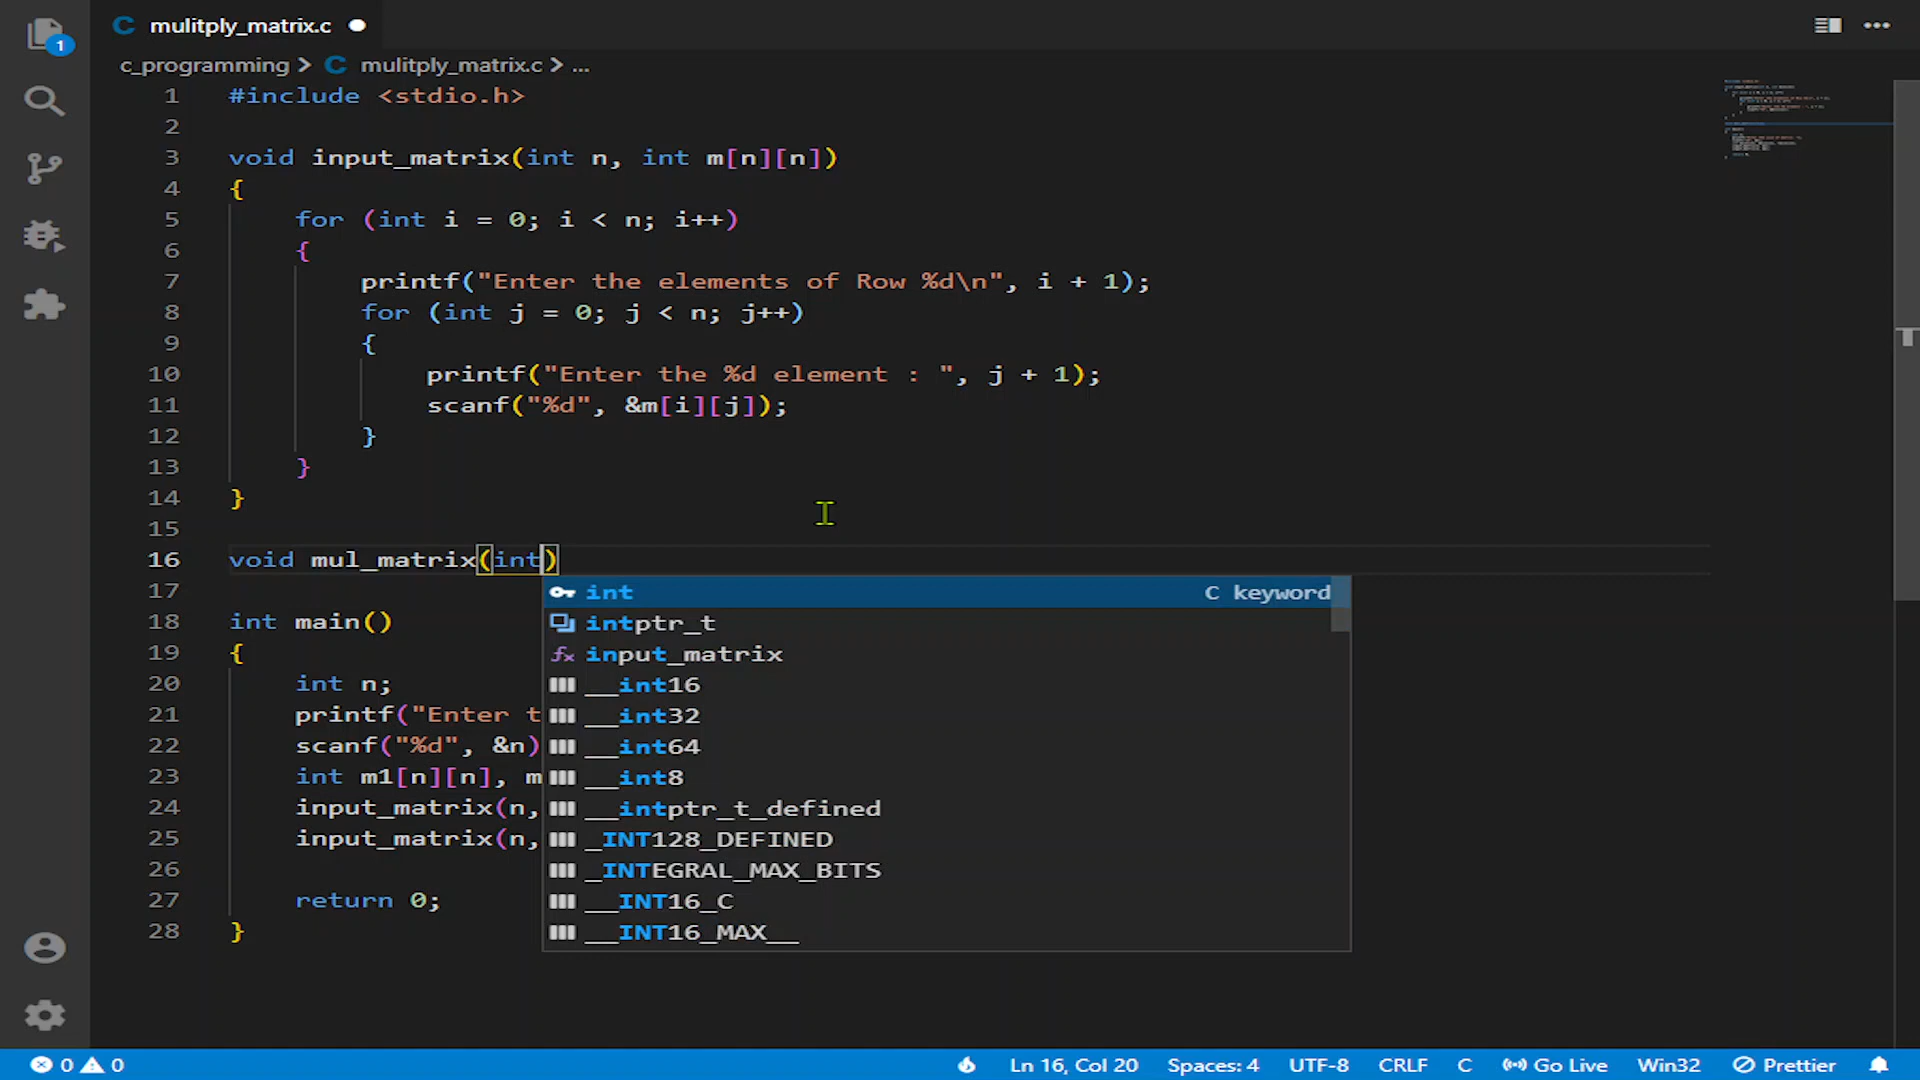 mulitply_matrix.c
1
c_programming > C mulitply_matrix.c > ...
1 #include <stdio.h>
2
3 void input_matrix(int n, int m[n][n])
4 {
5 for (int i = 0; i < n; i++)
6 {
7 printf("Enter the elements of Row %d\n", i + 1);
8 for (int j = 0; j < n; j++)
9 {
10 printf("Enter the %d element : ", j + 1);
11 scanf("%d", &m[i][j]);
12 }
13 }
14 }
15
16 void mul_matrix(int)
17
int C keyword
intptr_t
input_matrix
__int16
__int32
__int64
__int8
__intptr_t_defined
_INT128_DEFINED
_INTEGRAL_MAX_BITS
__INT16_C
__INT16_MAX__
18 int main()
19 {
20 int n;
21 printf("Enter t
22 scanf("%d", &n)
23 int m1[n][n], m
24 input_matrix(n,
25 input_matrix(n,
26
27 return 0;
28 }
0 0 Ln 16, Col 20 Spaces: 4 UTF-8 CRLF C Go Live Win32 Prettier